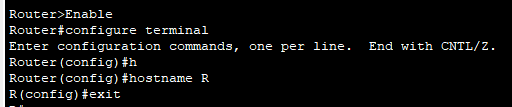 Router>Enable
Router#configure terminal
Enter configuration commands, one per line.  End with CNTL/Z.
Router(config)#h
Router(config)#hostname R
R(config)#exit